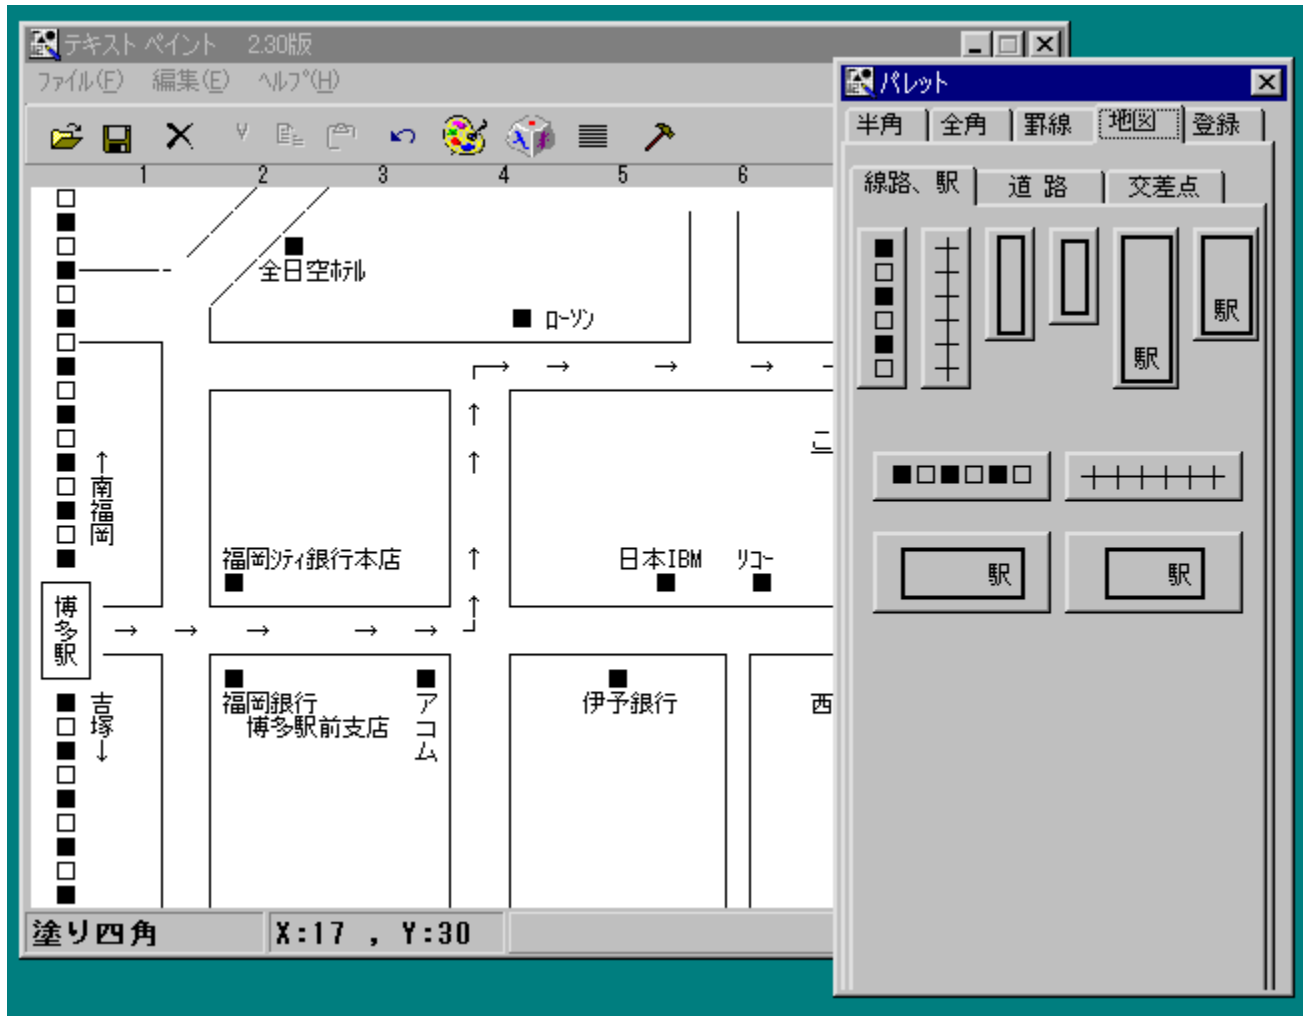 テキスト ペイント 2.30版
ファイル(F) 編集(E) ヘルプ(H)
1 2 3 4 5 6
全日空ホテル
ローソン
↑南福岡
福岡シティ銀行本店
日本IBM
リコー
こ
博多駅
吉塚↓
福岡銀行
博多駅前支店
アコム
伊予銀行
西
塗り四角
X:17 , Y:30
パレット
半角 全角 罫線 地図 登録
線路、駅 道 路 交差点
駅
駅
駅
駅